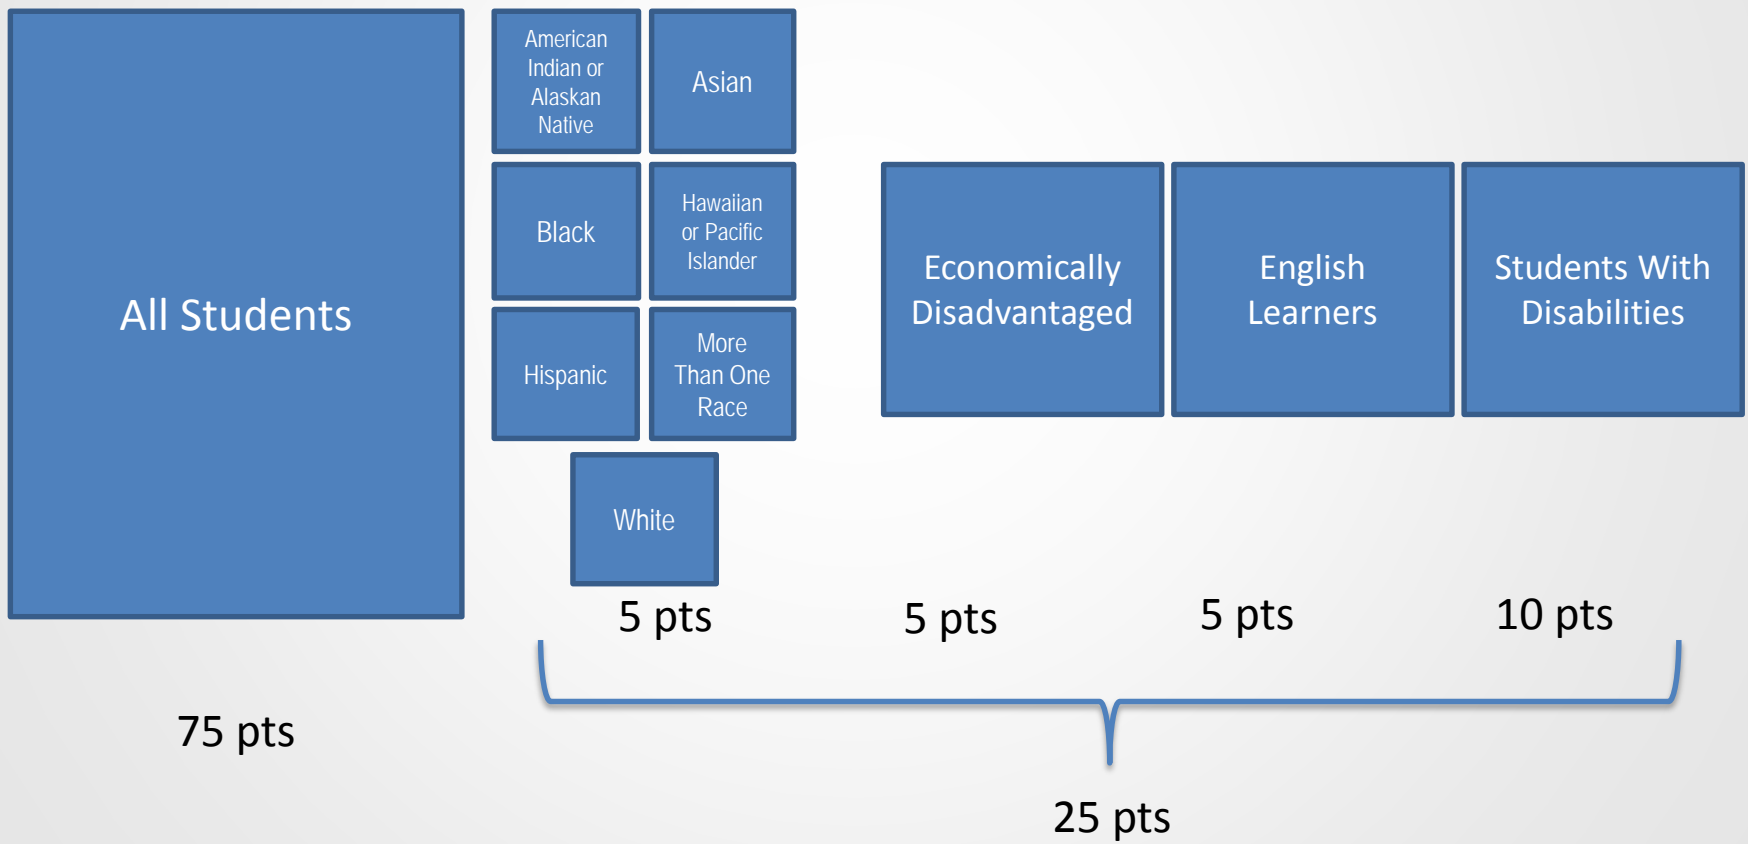 All Students
American
Indian or
Alaskan
Native
Asian
Black
Hawaiian
or Pacific
Islander
Hispanic
More
Than One
Race
White
Economically
Disadvantaged
English
Learners
Students With
Disabilities
5 pts
5 pts
5 pts
10 pts
75 pts
25 pts